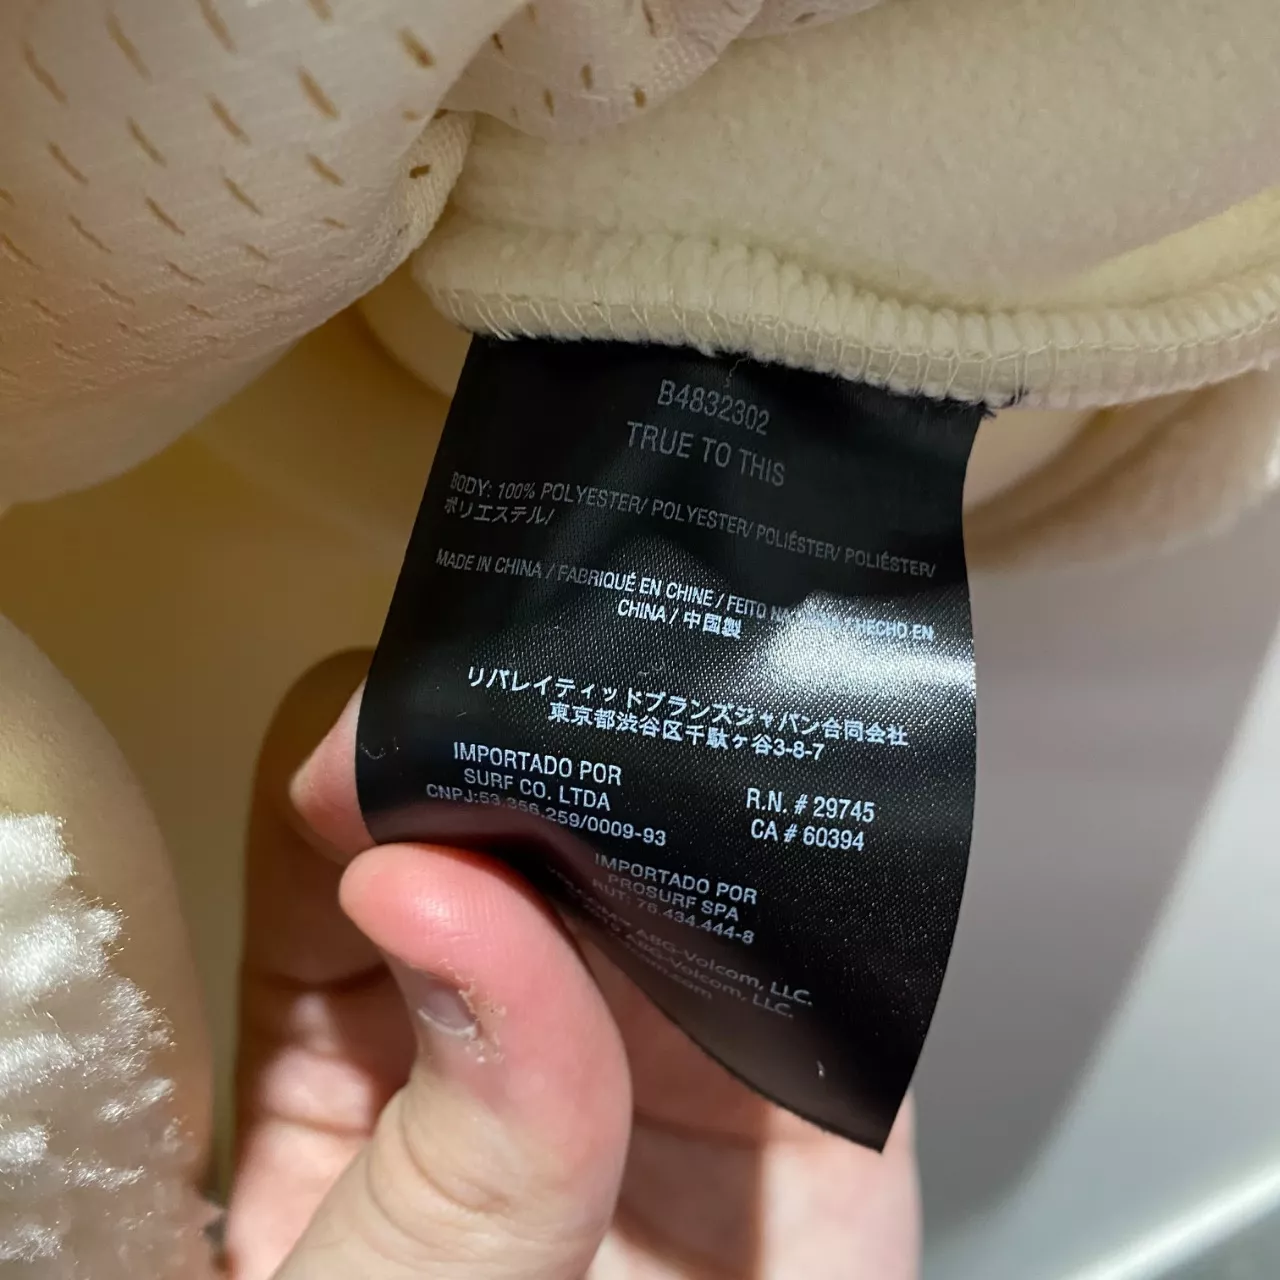 B4832302
TRUE TO THIS
BODY: 100% POLYESTER/ POLYESTER/ POLIÉSTER/ POLIÉSTER/
ポリエステル/
MADE IN CHINA / FABRIQUÉ EN CHINE / FEITO NA CHINA / HECHO EN
CHINA / 中国製
リバレイティッドブランズジャパン合同会社
東京都渋谷区千駄ヶ谷3-8-7
IMPORTADO POR
SURF CO. LTDA
CNPJ:53.356.259/0009-93
R.N. # 29745
CA # 60394
IMPORTADO POR
PROSURF SPA
RUT: 76.434.444-8
ABG-Volcom, LLC.
ABG-Volcom, LLC.
.com